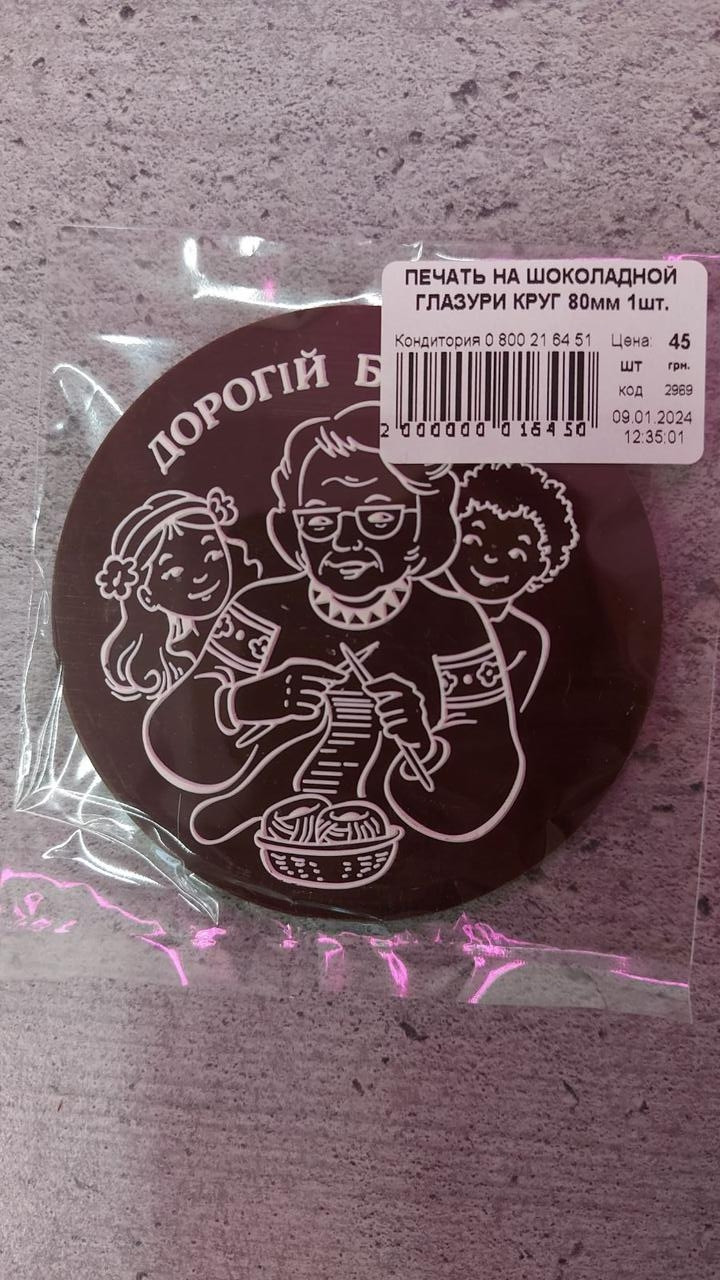 ПЕЧАТЬ НА ШОКОЛАДНОЙ
ГЛАЗУРИ КРУГ 80мм 1шт.
Кондитория 0 800 21 64 51 Цена: 45
шт грн.
код 2989
09.01.2024
12:35:01
2 000000 016450
ДОРОГІЙ Б